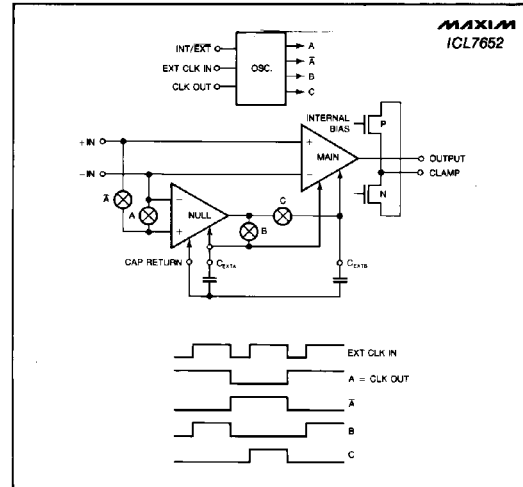 MAXIM
ICL7652
INT/EXT
EXT CLK IN
CLK OUT
OSC.
A
A̅
B
C
INTERNAL BIAS
P
+IN
−IN
+
−
MAIN
OUTPUT
CLAMP
N
A̅
A
−
+
NULL
C
B
CAP RETURN
CEXTA
CEXTB
EXT CLK IN
A = CLK OUT
A̅
B
C